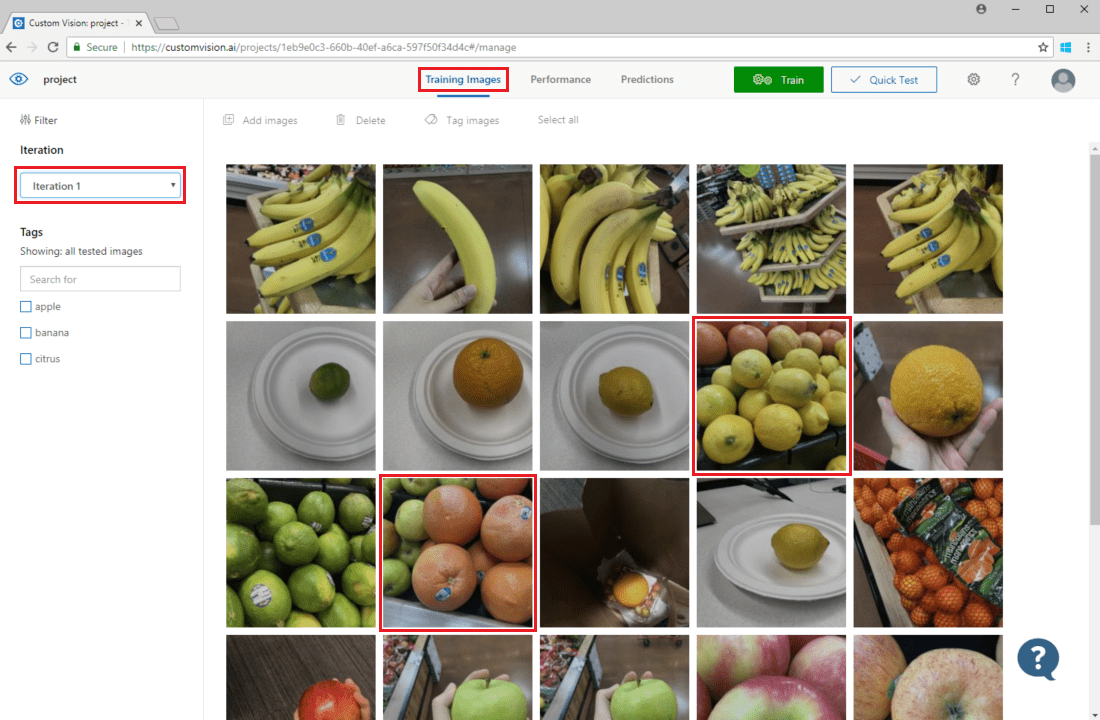 Custom Vision: project -
Secure
https://customvision.ai/projects/1eb9e0c3-660b-40ef-a6ca-597f50f34d4c#/manage
project
Training Images
Performance
Predictions
Train
Quick Test
?
Filter
Add images
Delete
Tag images
Select all
Iteration
Iteration 1
Tags
Showing: all tested images
Search for
apple
banana
citrus
?